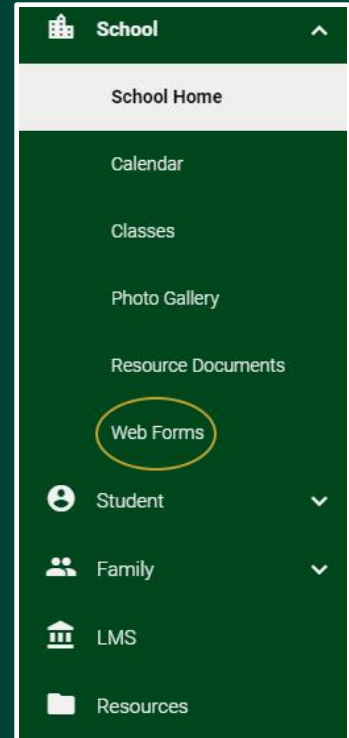 School
School Home
Calendar
Classes
Photo Gallery
Resource Documents
Web Forms
Student
Family
LMS
Resources